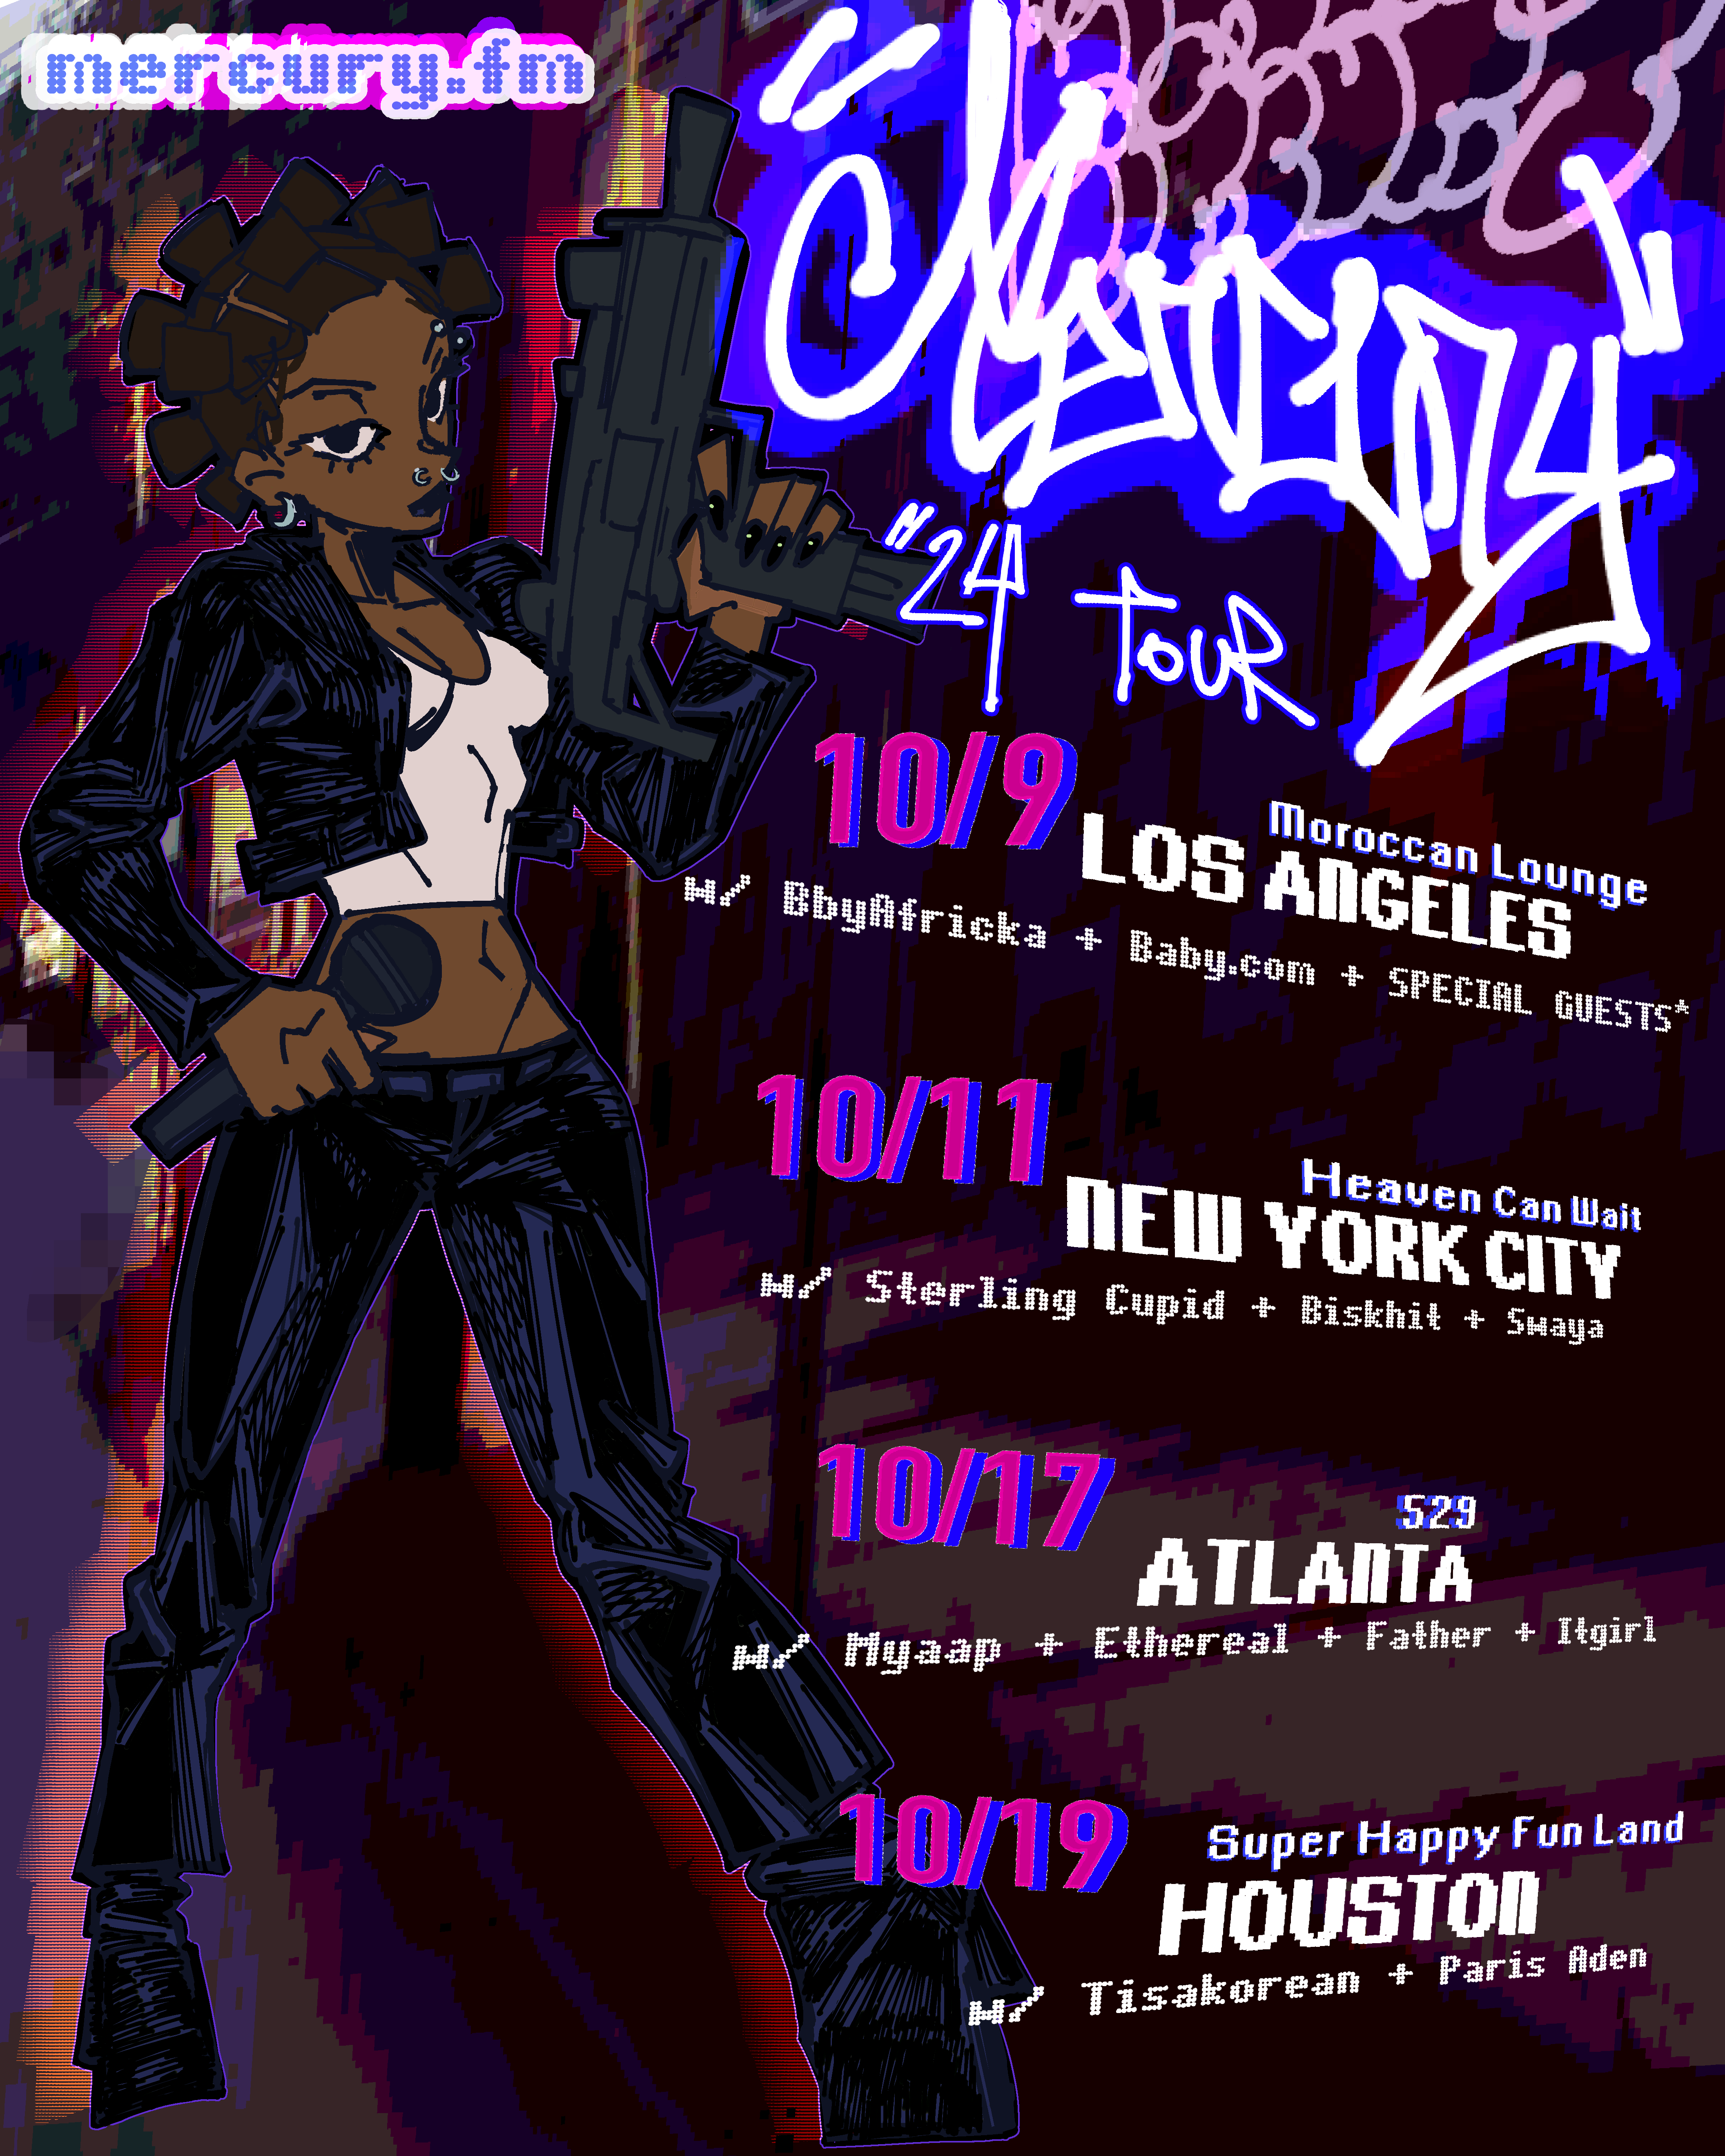 mercury.fm
"Mercury"
"24 TOUR
10/9
Moroccan Lounge
LOS ANGELES
w/ BbyAfricka + Baby.com + SPECIAL GUESTS*
10/11
Heaven Can Wait
NEW YORK CITY
w/ Sterling Cupid + Biskhit + Swaya
10/17
529
ATLANTA
w/ Myaap + Ethereal + Father + Itgirl
10/19
Super Happy Fun Land
HOUSTON
w/ Tisakorean + Paris Aden